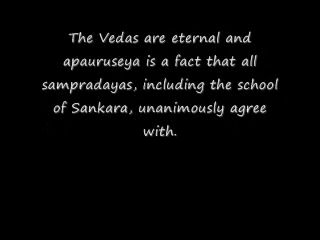 The Vedas are eternal and
apauruseya is a fact that all
sampradayas, including the school
of Sankara, unanimously agree
with.